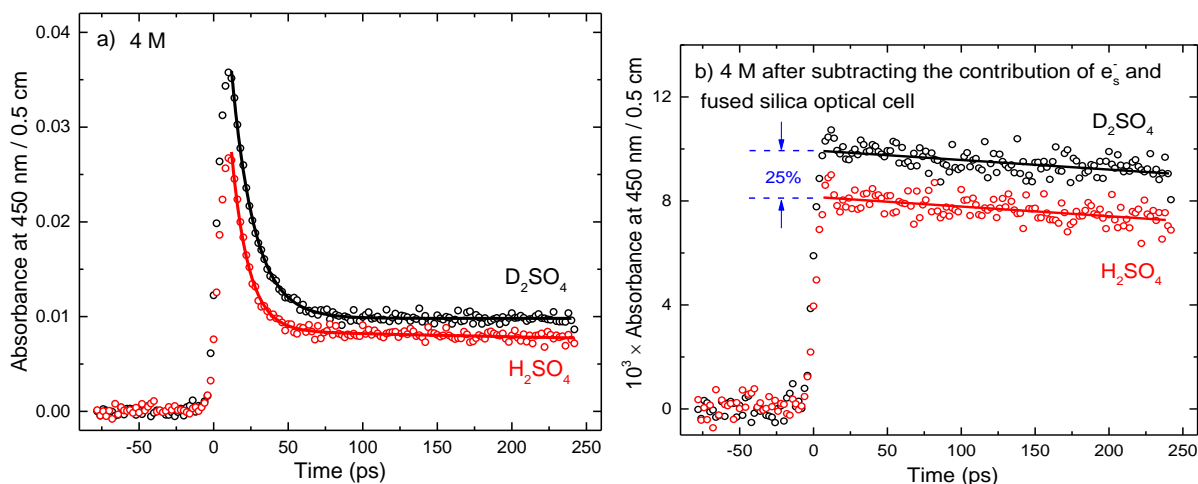 a) 4 M
Absorbance at 450 nm / 0.5 cm
0.04
0.03
0.02
0.01
0.00
D₂SO₄
H₂SO₄
-50 0 50 100 150 200 250
Time (ps)
b) 4 M after subtracting the contribution of eₛ⁻ and
fused silica optical cell
10³ × Absorbance at 450 nm / 0.5 cm
12
8
4
0
D₂SO₄
25%
H₂SO₄
-50 0 50 100 150 200 250
Time (ps)